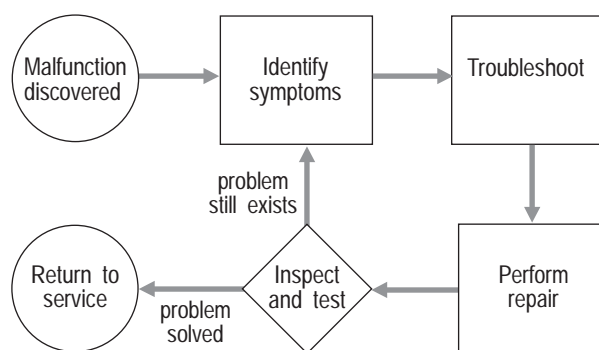 Malfunction
discovered
Identify
symptoms
Troubleshoot
problem
still exists
Return to
service
problem
solved
Inspect
and test
Perform
repair